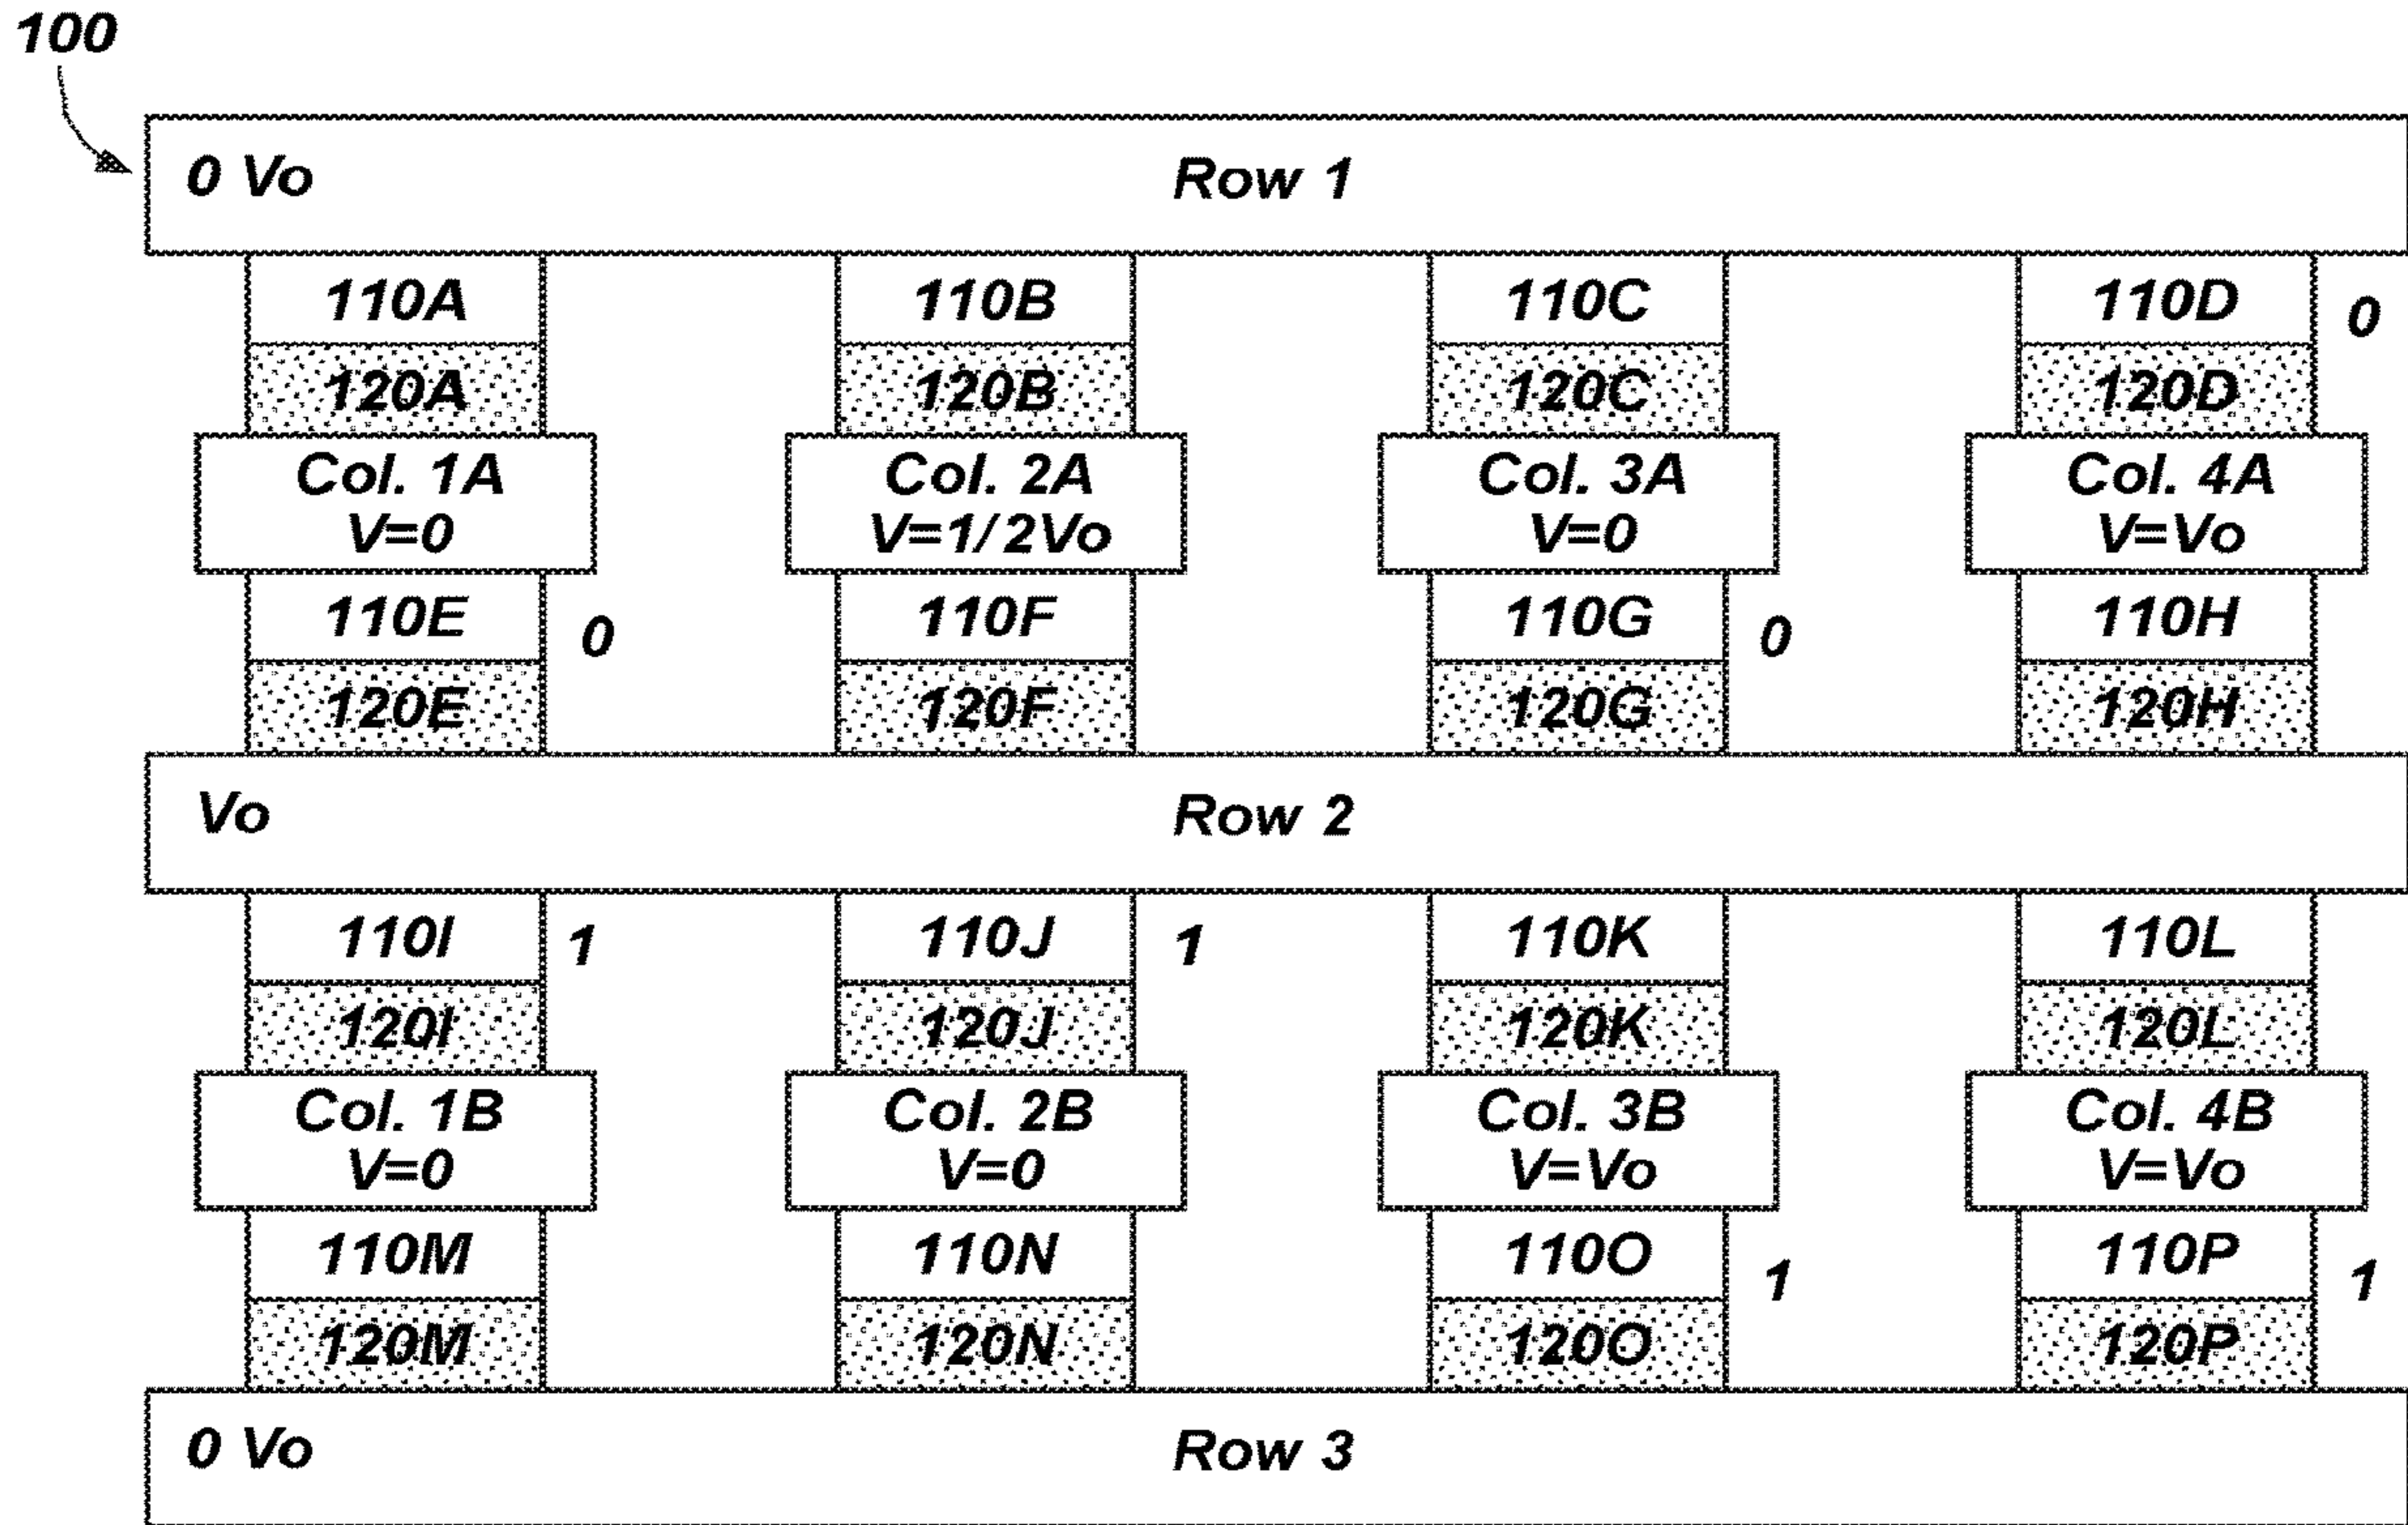 100
0 Vo Row 1
110A 110B 110C 110D 0
120A 120B 120C 120D
Col. 1A Col. 2A Col. 3A Col. 4A
V=0 V=1/2Vo V=0 V=Vo
110E 0 110F 110G 0 110H
120E 120F 120G 120H
Vo Row 2
110I 1 110J 1 110K 110L
120I 120J 120K 120L
Col. 1B Col. 2B Col. 3B Col. 4B
V=0 V=0 V=Vo V=Vo
110M 110N 110O 1 110P 1
120M 120N 120O 120P
0 Vo Row 3